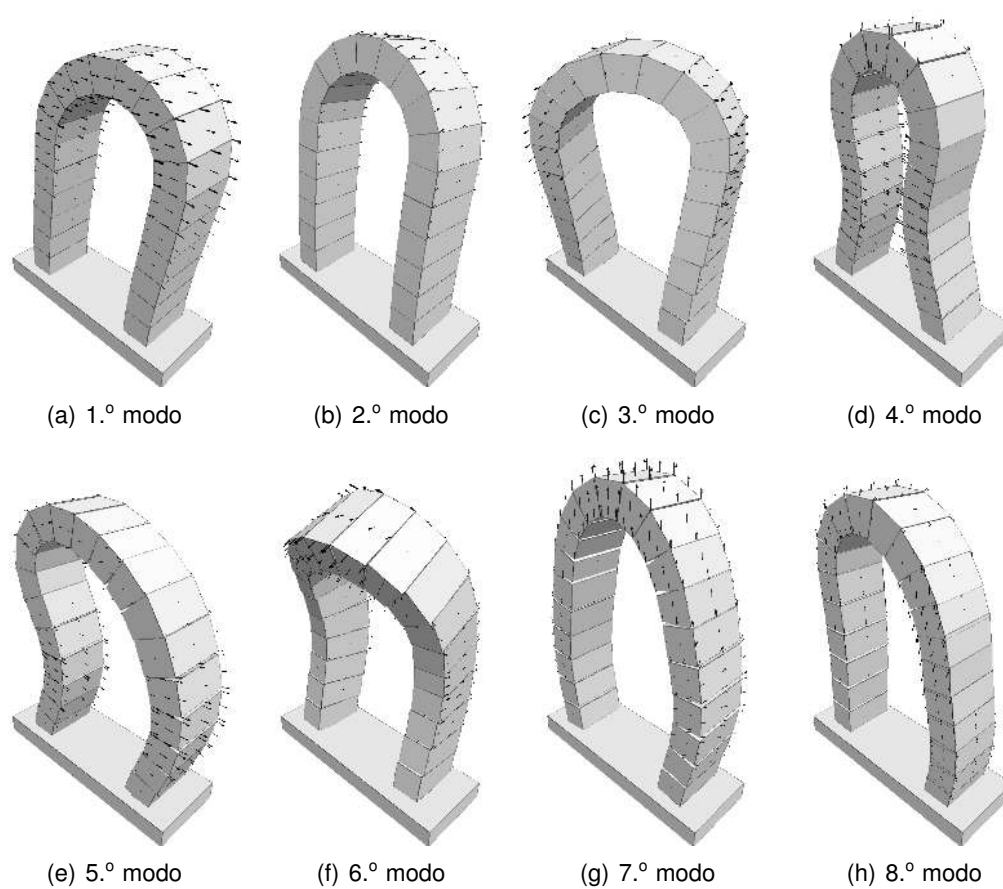 (a) 1.º modo
(b) 2.º modo
(c) 3.º modo
(d) 4.º modo
(e) 5.º modo
(f) 6.º modo
(g) 7.º modo
(h) 8.º modo